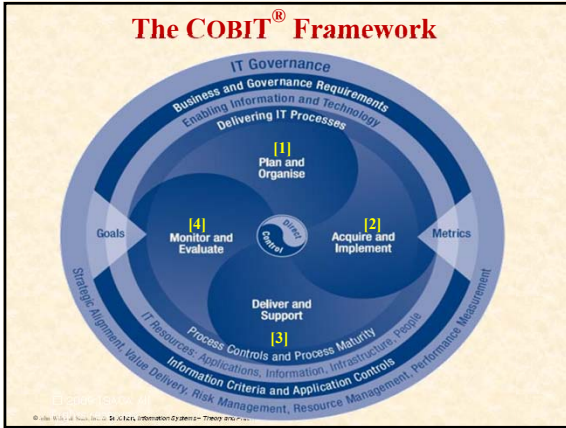 The COBIT® Framework
IT Governance
Business and Governance Requirements
Enabling Information and Technology
Delivering IT Processes
[1]
Plan and
Organise
[4]
Monitor and
Evaluate
[2]
Acquire and
Implement
Goals
Direct
Control
Metrics
Deliver and
Support
[3]
Process Controls and Process Maturity
IT Resources: Applications, Information, Infrastructure, People
Information Criteria and Application Controls
Strategic Alignment, Value Delivery, Risk Management, Resource Management, Performance Measurement
Information Systems – Theory and